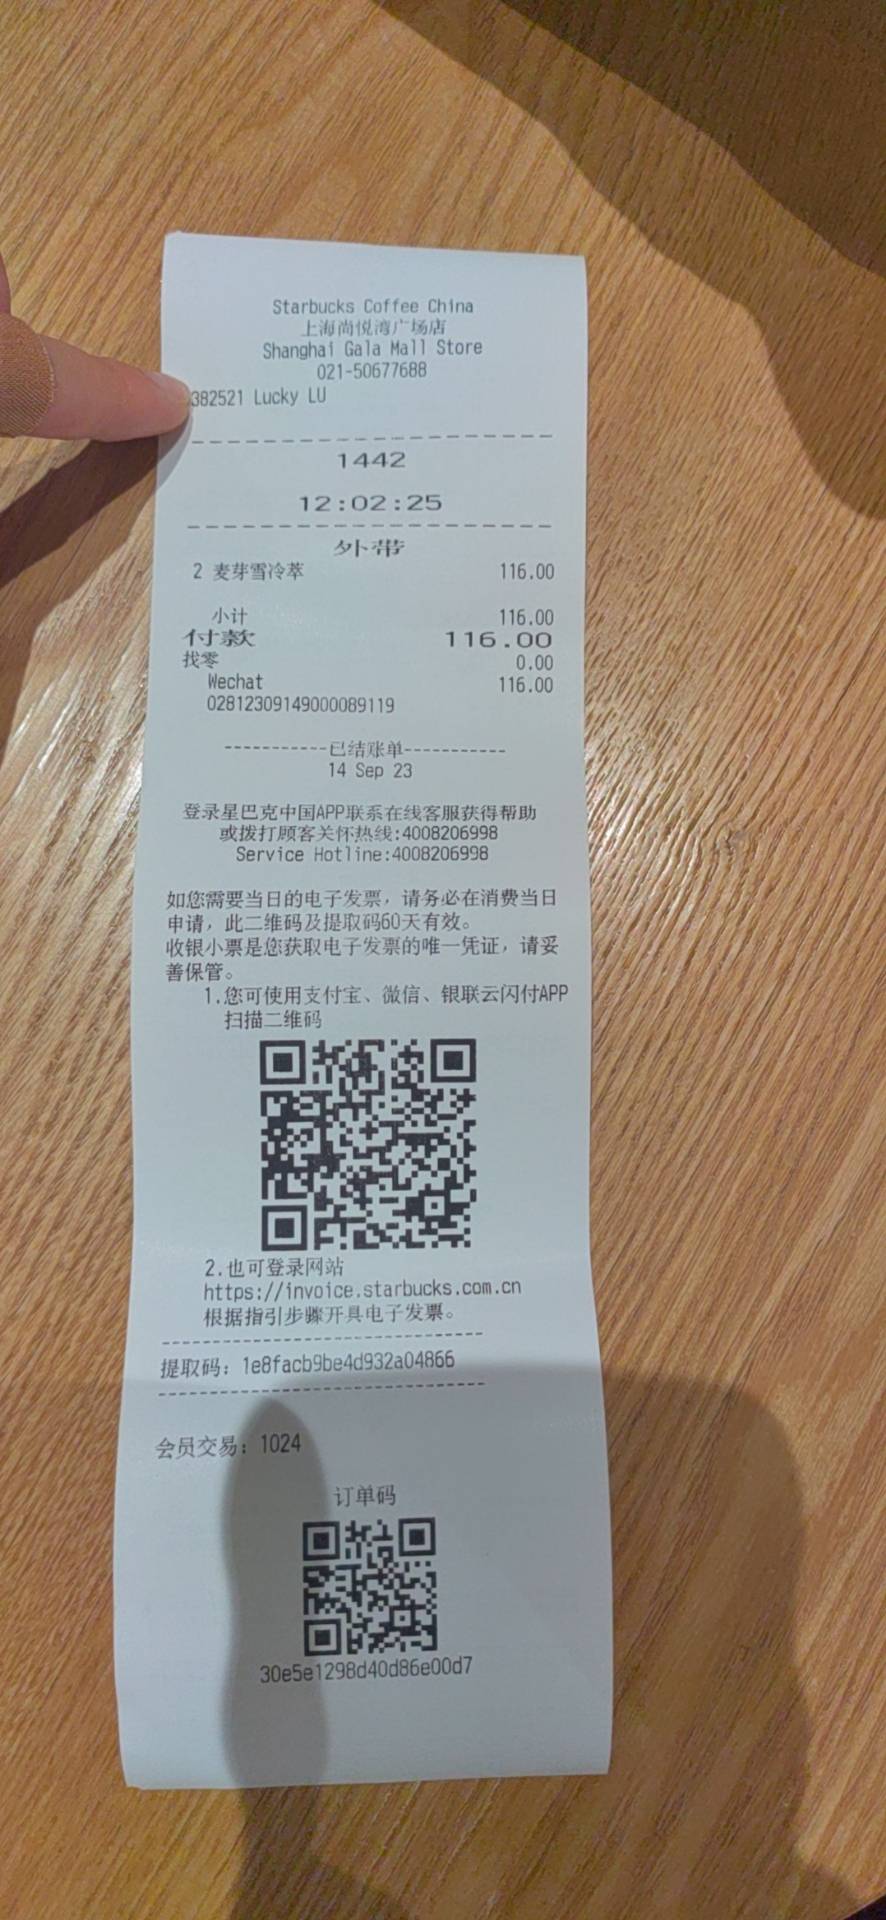 Starbucks Coffee China
上海尚悦湾广场店
Shanghai Gala Mall Store
021-50677688
382521 Lucky LU
1442
12:02:25
外带
2 麦芽雪冷萃 116.00
小计 116.00
付款 116.00
找零 0.00
Wechat 116.00
02812309149000089119
-----------已结账单-----------
14 Sep 23
登录星巴克中国APP联系在线客服获得帮助
或拨打顾客关怀热线:4008206998
Service Hotline:4008206998
如您需要当日的电子发票，请务必在消费当日
申请，此二维码及提取码60天有效。
收银小票是您获取电子发票的唯一凭证，请妥
善保管。
1.您可使用支付宝、微信、银联云闪付APP
扫描二维码
2.也可登录网站
https://invoice.starbucks.com.cn
根据指引步骤开具电子发票。
提取码: 1e8facb9be4d932a04866
会员交易: 1024
订单码
30e5e1298d40d86e00d7